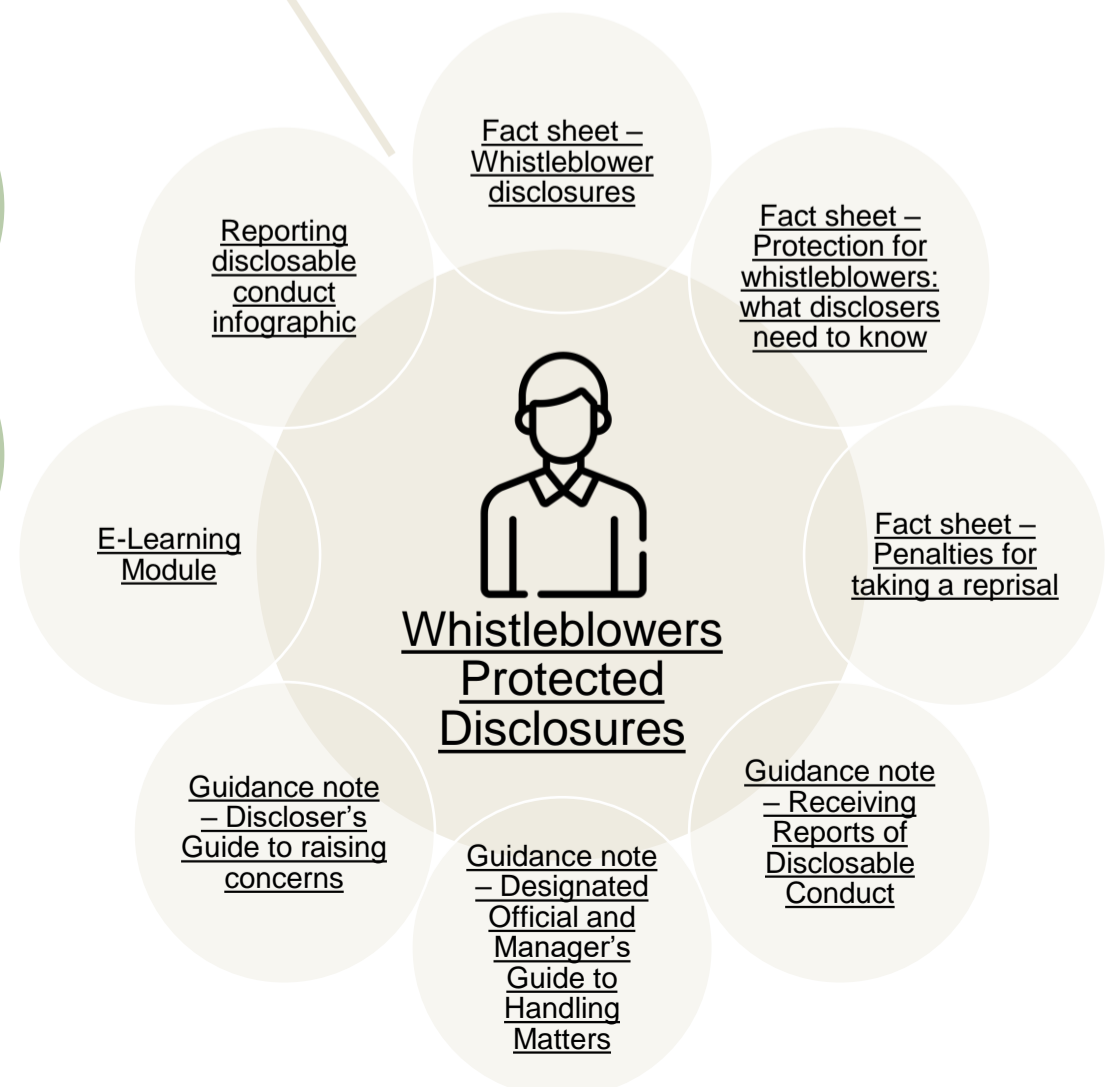 Fact sheet –
Whistleblower
disclosures
Fact sheet –
Protection for
whistleblowers:
what disclosers
need to know
Fact sheet –
Penalties for
taking a reprisal
Guidance note
– Receiving
Reports of
Disclosable
Conduct
Guidance note
– Designated
Official and
Manager’s
Guide to
Handling
Matters
Guidance note
– Discloser’s
Guide to raising
concerns
E-Learning
Module
Reporting
disclosable
conduct
infographic
Whistleblowers
Protected
Disclosures